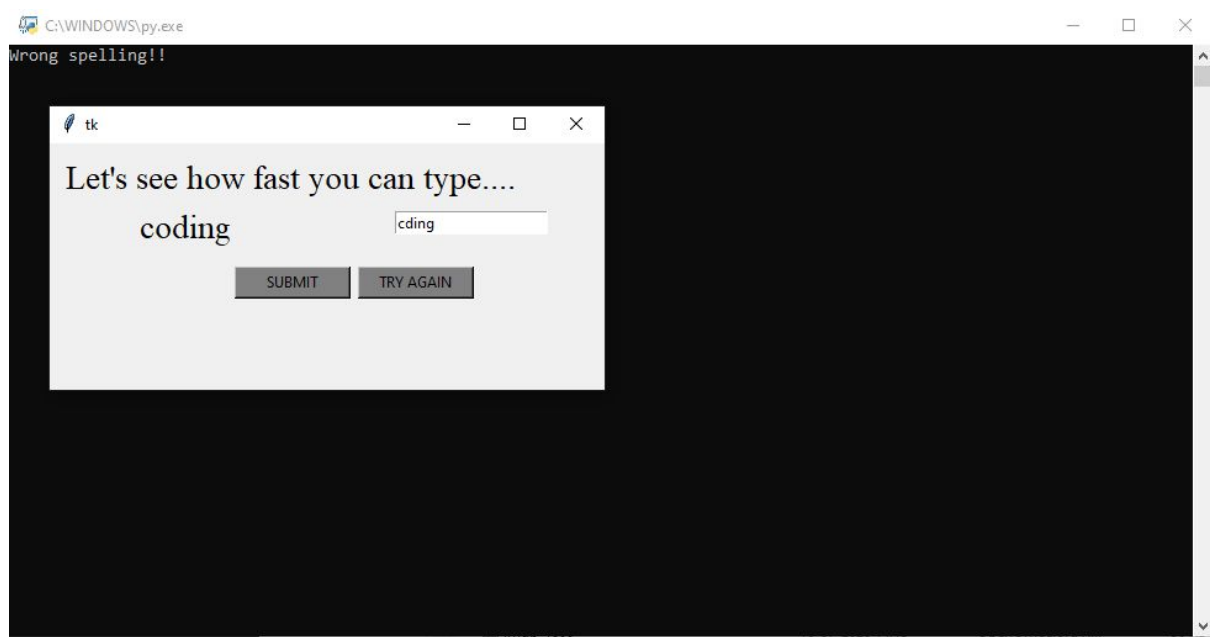 C:\WINDOWS\py.exe
Wrong spelling!!
tk
Let's see how fast you can type....
coding
cding
SUBMIT
TRY AGAIN